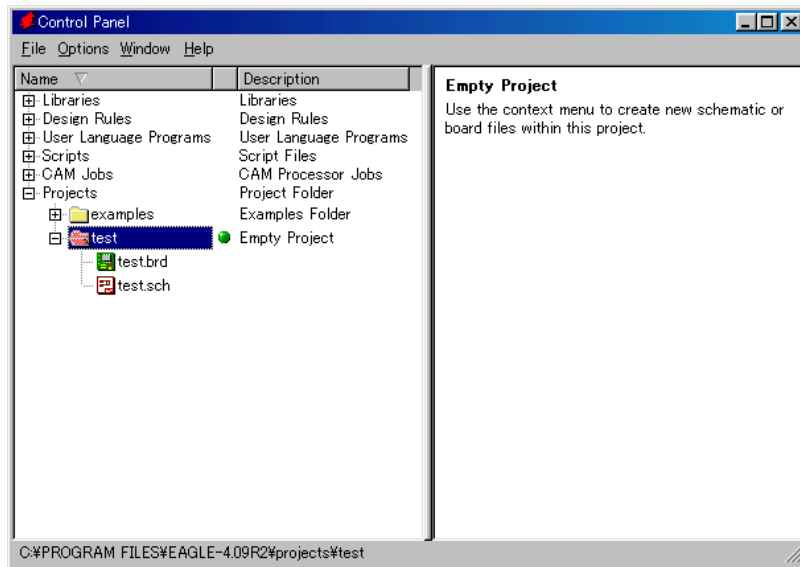 Control Panel
File Options Window Help
Name Description
Libraries Libraries
Design Rules Design Rules
User Language Programs User Language Programs
Scripts Script Files
CAM Jobs CAM Processor Jobs
Projects Project Folder
examples Examples Folder
test Empty Project
test.brd
test.sch
Empty Project
Use the context menu to create new schematic or
board files within this project.
C:¥PROGRAM FILES¥EAGLE-4.09R2¥projects¥test